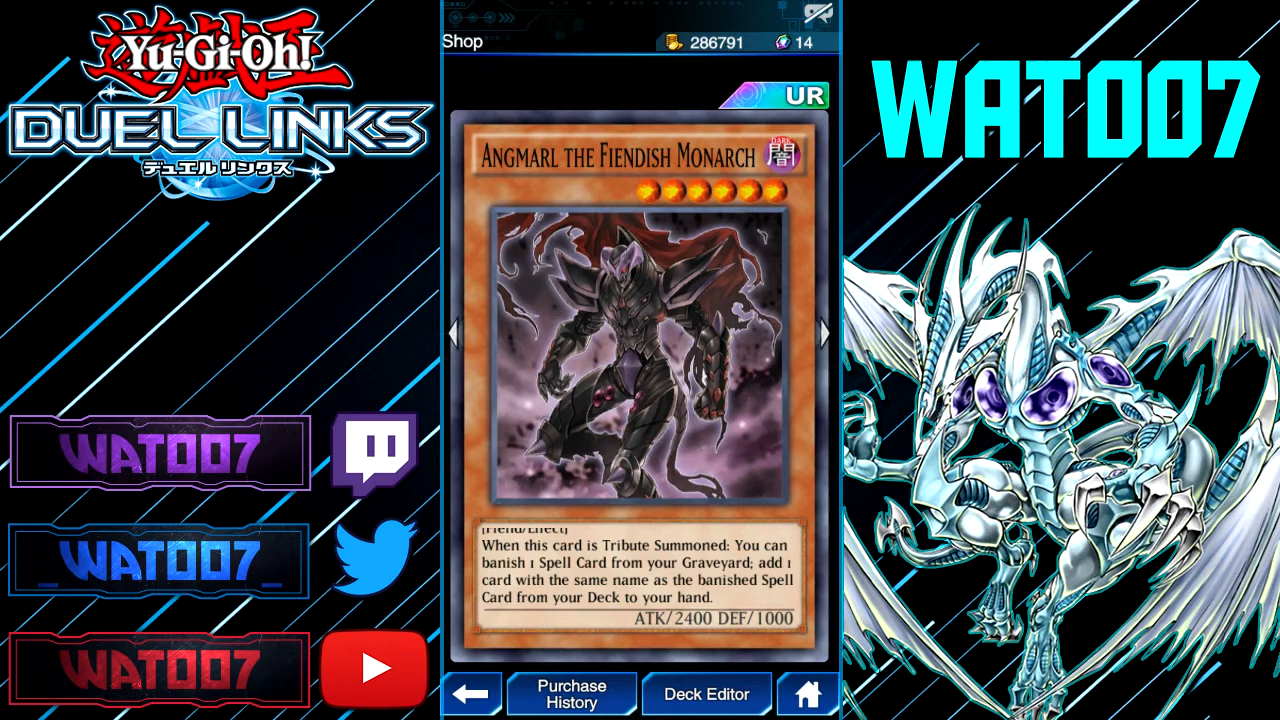 Yu-Gi-Oh!
DUEL LINKS
デュエル リンクス
WAT007
_WAT007_
WAT007
Shop
286791
14
UR
ANGMARL THE FIENDISH MONARCH
DARK
闇
[Fiend/Effect]
When this card is Tribute Summoned: You can
banish 1 Spell Card from your Graveyard; add 1
card with the same name as the banished Spell
Card from your Deck to your hand.
ATK/2400 DEF/1000
Purchase
History
Deck Editor
WAT007